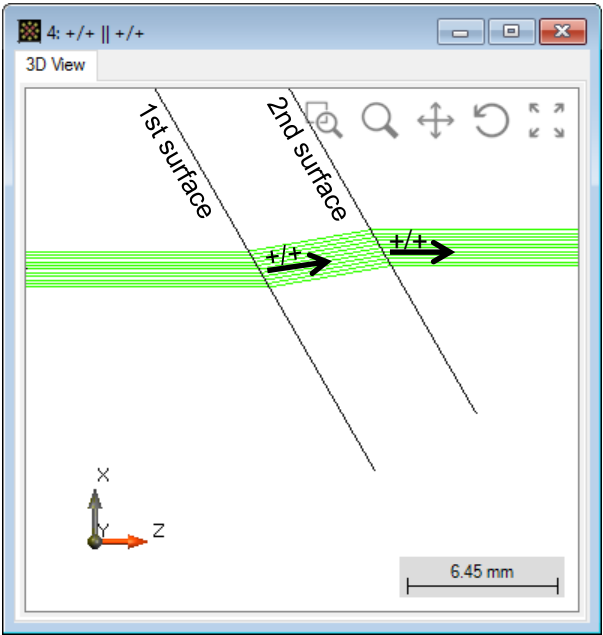 4: +/+ || +/+
3D View
1st surface
2nd surface
+/+
+/+
X
Y
Z
6.45 mm